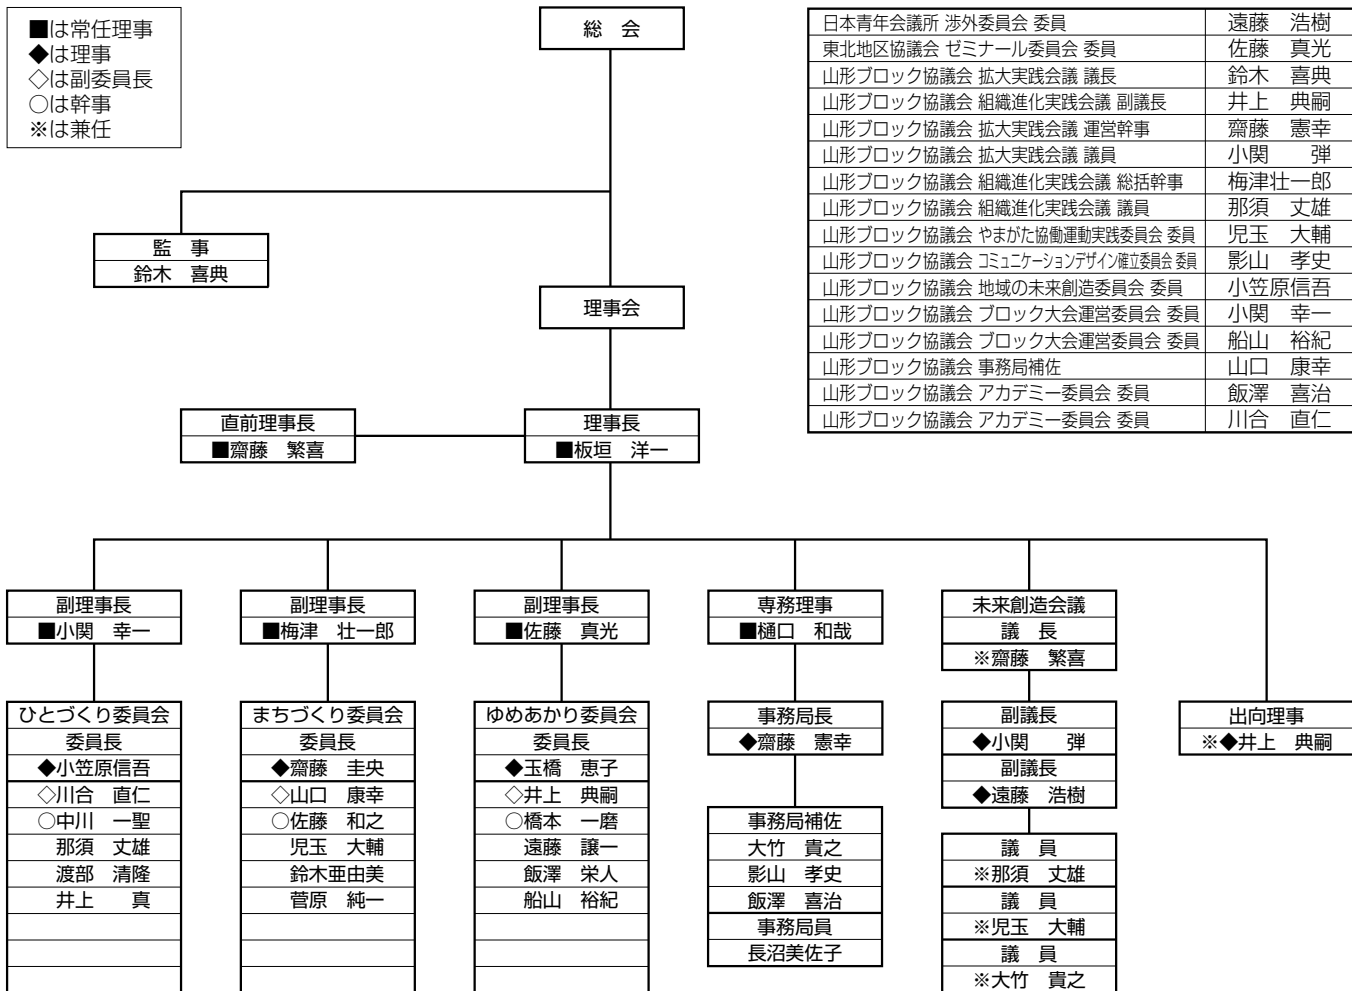 ■は常任理事
◆は理事
◇は副委員長
○は幹事
※は兼任
総　会
日本青年会議所 渉外委員会 委員　遠藤　浩樹
東北地区協議会 ゼミナール委員会 委員　佐藤　真光
山形ブロック協議会 拡大実践会議 議長　鈴木　喜典
山形ブロック協議会 組織進化実践会議 副議長　井上　典嗣
山形ブロック協議会 拡大実践会議 運営幹事　齋藤　憲幸
山形ブロック協議会 拡大実践会議 議員　小関　　弾
山形ブロック協議会 組織進化実践会議 総括幹事　梅津壮一郎
山形ブロック協議会 組織進化実践会議 議員　那須　丈雄
山形ブロック協議会 やまがた協働運動実践委員会 委員　児玉　大輔
山形ブロック協議会 コミュニケーションデザイン確立委員会 委員　影山　孝史
山形ブロック協議会 地域の未来創造委員会 委員　小笠原信吾
山形ブロック協議会 ブロック大会運営委員会 委員　小関　幸一
山形ブロック協議会 ブロック大会運営委員会 委員　船山　裕紀
山形ブロック協議会 事務局補佐　山口　康幸
山形ブロック協議会 アカデミー委員会 委員　飯澤　喜治
山形ブロック協議会 アカデミー委員会 委員　川合　直仁
監　事
鈴木　喜典
理事会
直前理事長
■齋藤　繁喜
理事長
■板垣　洋一
副理事長
■小関　幸一
ひとづくり委員会
委員長
◆小笠原信吾
◇川合　直仁
○中川　一聖
那須　丈雄
渡部　清隆
井上　　真
副理事長
■梅津　壮一郎
まちづくり委員会
委員長
◆齋藤　圭央
◇山口　康幸
○佐藤　和之
児玉　大輔
鈴木亜由美
菅原　純一
副理事長
■佐藤　真光
ゆめあかり委員会
委員長
◆玉橋　恵子
◇井上　典嗣
○橋本　一磨
遠藤　譲一
飯澤　栄人
船山　裕紀
専務理事
■樋口　和哉
事務局長
◆齋藤　憲幸
事務局補佐
大竹　貴之
影山　孝史
飯澤　喜治
事務局員
長沼美佐子
未来創造会議
議　長
※齋藤　繁喜
副議長
◆小関　　弾
副議長
◆遠藤　浩樹
議　員
※那須　丈雄
議　員
※児玉　大輔
議　員
※大竹　貴之
出向理事
※◆井上　典嗣